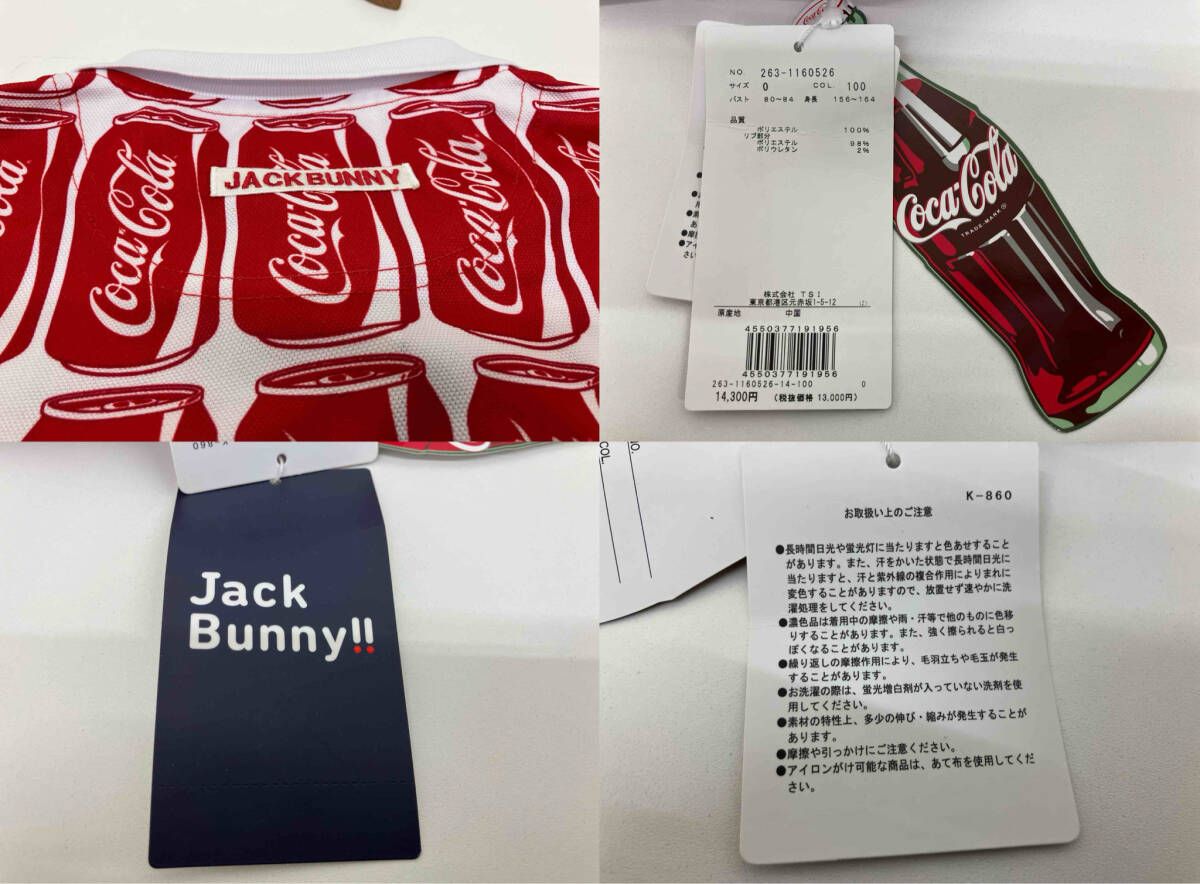 Coca-Cola
Coca-Cola
Coca-Cola
JACK BUNNY
Coca-Cola
NO. 263-1160526
サイズ 0 COL. 100
バスト 80~84 身長 156~164
品質
ポリエステル 100%
リブ部分
ポリエステル 98%
ポリウレタン 2%
株式会社 TSI
東京都港区元赤坂1-5-12
原産地 中国
4550377191956
4550377191956
263-1160526-14-100 0
14,300円 (税抜価格 13,000円)
Coca-Cola
TRADE-MARK®
K-860
Jack
Bunny!!
NO.
COL
K-860
お取扱い上のご注意
●長時間日光や蛍光灯に当たりますと色あせすること
があります。また、汗をかいた状態で長時間日光に
当たりますと、汗と紫外線の複合作用によりまれに
変色することがありますので、放置せず速やかに洗
濯処理をしてください。
●濃色品は着用中の摩擦や雨・汗等で他のものに色移
りすることがあります。また、強く擦られると白っ
ぽくなることがあります。
●繰り返しの摩擦作用により、毛羽立ちや毛玉が発生
することがあります。
●お洗濯の際は、蛍光増白剤が入っていない洗剤を使
用してください。
●素材の特性上、多少の伸び・縮みが発生することが
あります。
●摩擦や引っかけにご注意ください。
●アイロンがけ可能な商品は、あて布を使用してくだ
さい。